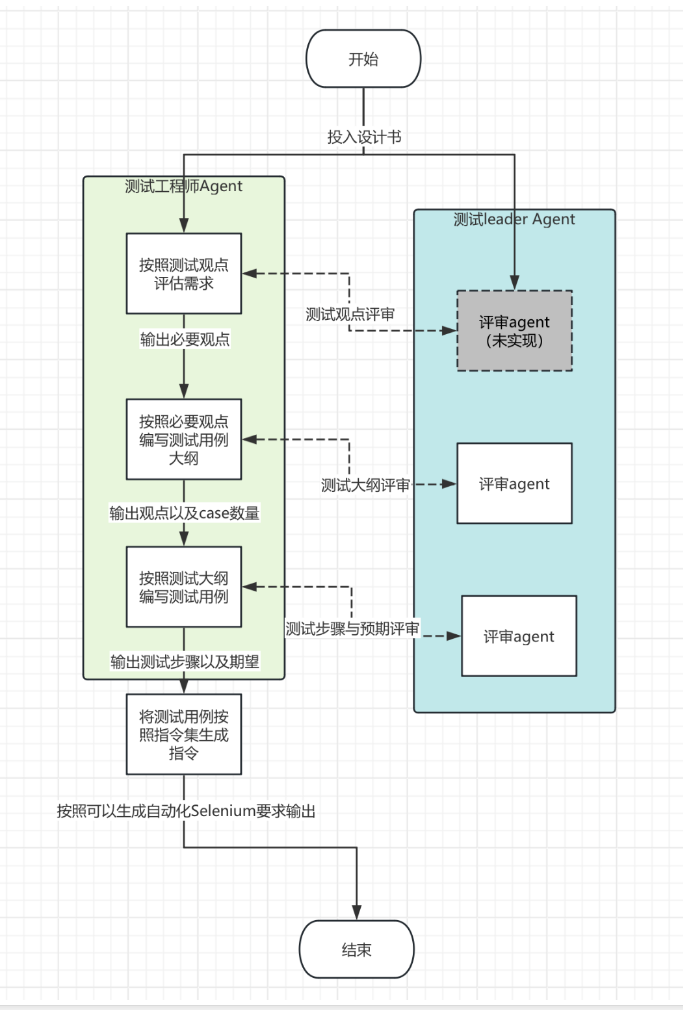 开始
投入设计书
测试工程师Agent
测试leader Agent
按照测试观点
评估需求
测试观点评审
评审agent
（未实现）
输出必要观点
按照必要观点
编写测试用例
大纲
测试大纲评审
评审agent
输出观点以及case数量
按照测试大纲
编写测试用例
测试步骤与预期评审
评审agent
输出测试步骤以及期望
将测试用例按
照指令集生成
指令
按照可以生成自动化Selenium要求输出
结束